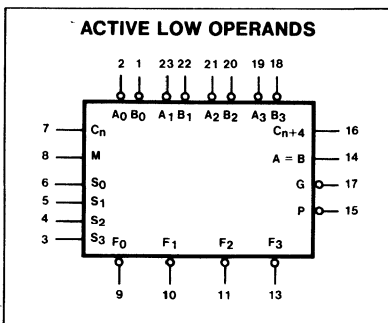 ACTIVE LOW OPERANDS
2 1 23 22 21 20 19 18
A0 B0 A1 B1 A2 B2 A3 B3
7 Cn Cn+4 16
8 M A = B 14
6 S0 G 17
5 S1 P 15
4 S2
3 S3 F0 F1 F2 F3
9 10 11 13